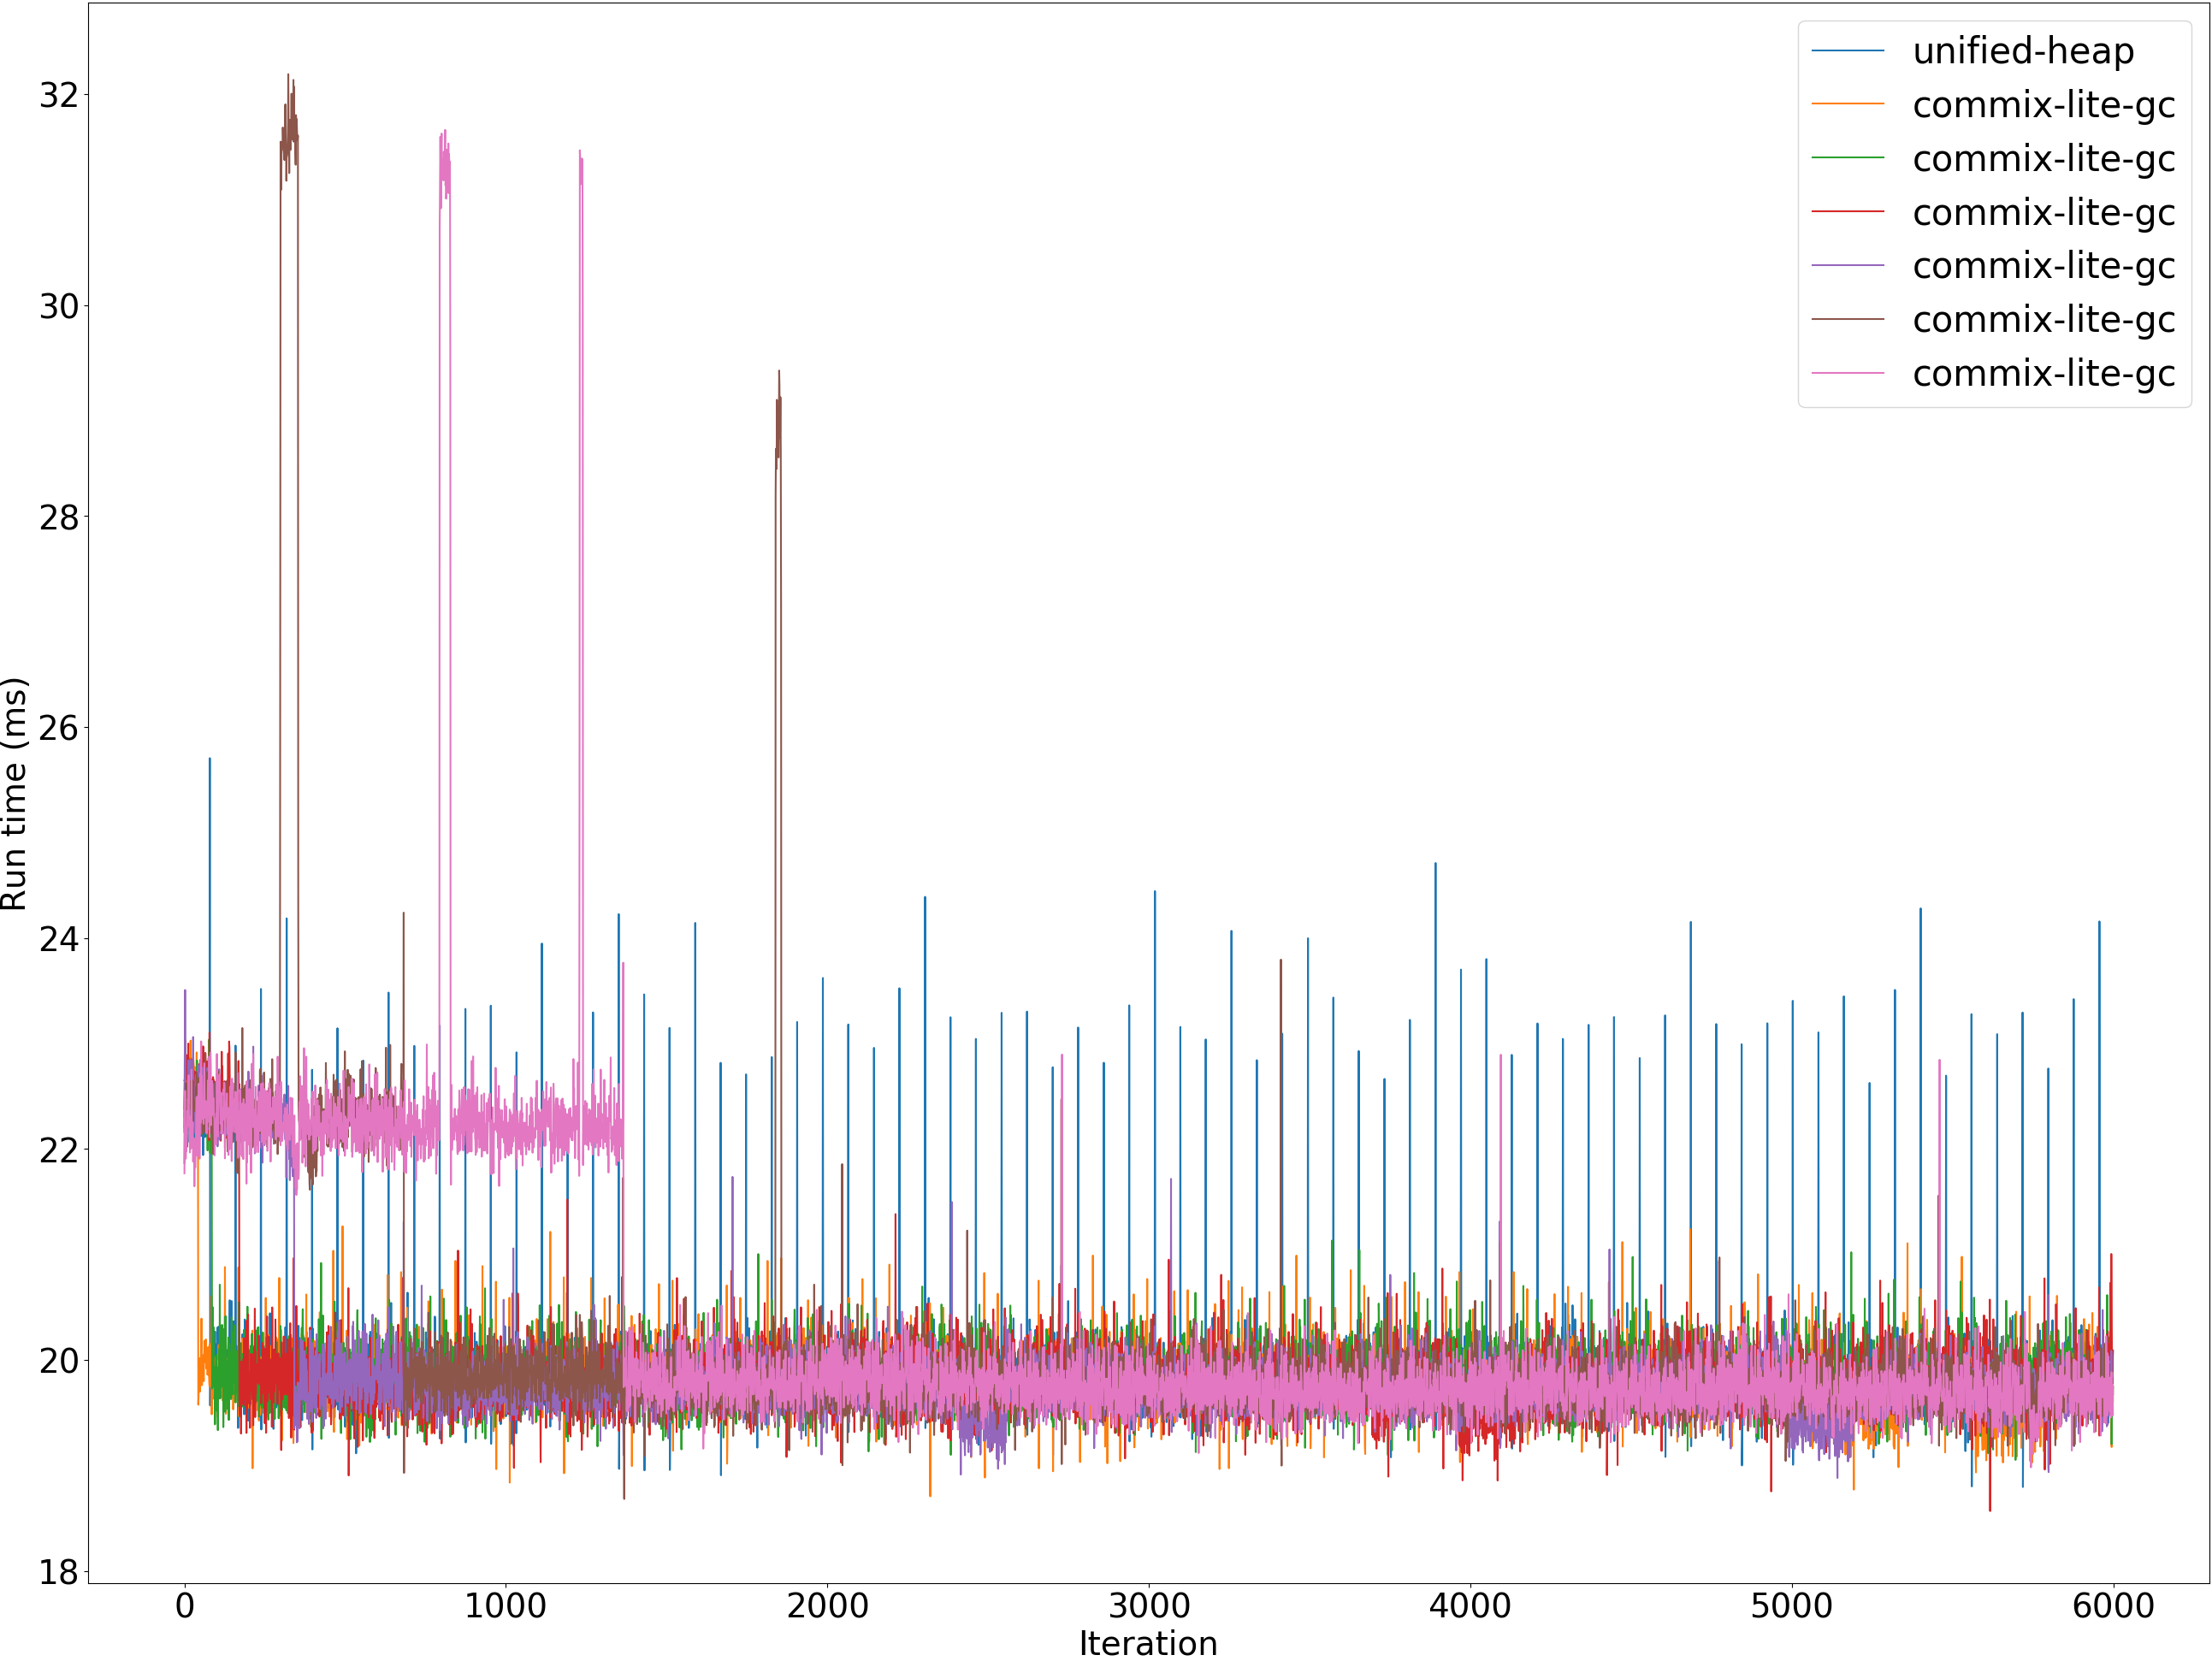 unified-heap
commix-lite-gc
commix-lite-gc
commix-lite-gc
commix-lite-gc
commix-lite-gc
commix-lite-gc
32
30
28
26
24
22
20
18
Run time (ms)
0 1000 2000 3000 4000 5000 6000
Iteration